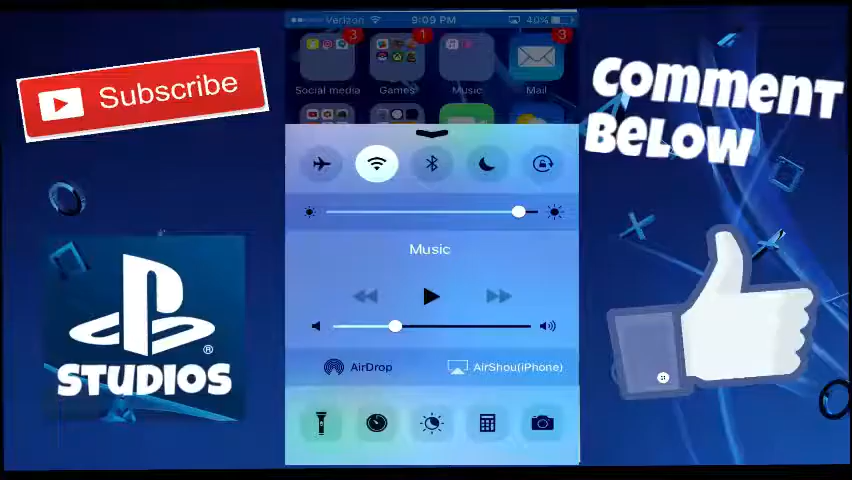 Verizon 9:09 PM 40%
3 1 3
Social media Games Music Mail
Subscribe
COMMENT
BELOW
Music
STUDIOS
®
AirDrop AirShou(iPhone)